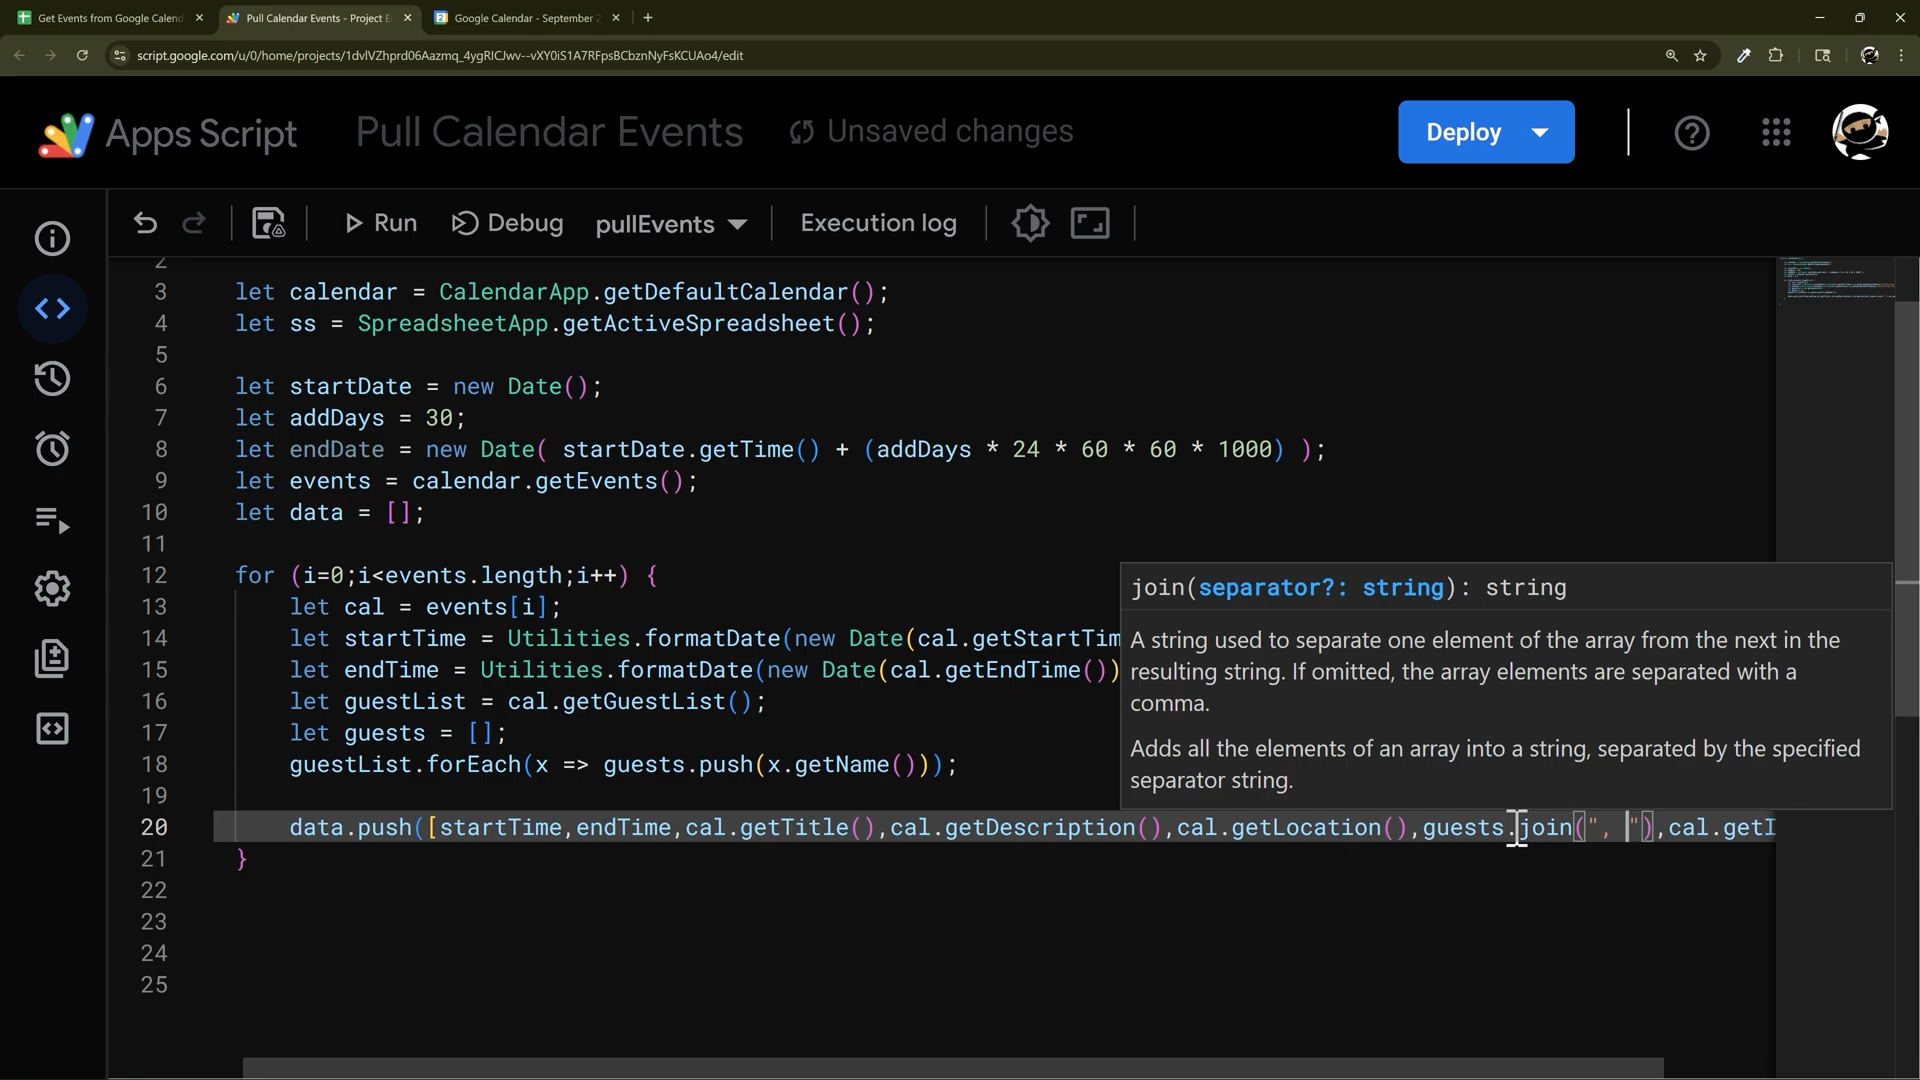 Get Events from Google Calend
Pull Calendar Events - Project E
Google Calendar - September 2
script.google.com/u/0/home/projects/1dvlVZhprd06Aazmq_4ygRICJwv--vXY0iS1A7RFpsBCbznNyFsKCUAo4/edit
Apps Script
Pull Calendar Events
Unsaved changes
Deploy
Run
Debug
pullEvents
Execution log
2
3 let calendar = CalendarApp.getDefaultCalendar();
4 let ss = SpreadsheetApp.getActiveSpreadsheet();
5
6 let startDate = new Date();
7 let addDays = 30;
8 let endDate = new Date( startDate.getTime() + (addDays * 24 * 60 * 60 * 1000) );
9 let events = calendar.getEvents();
10 let data = [];
11
12 for (i=0;i<events.length;i++) {
13 let cal = events[i];
14 let startTime = Utilities.formatDate(new Date(cal.getStartTim
15 let endTime = Utilities.formatDate(new Date(cal.getEndTime())
16 let guestList = cal.getGuestList();
17 let guests = [];
18 guestList.forEach(x => guests.push(x.getName()));
19
20 data.push([startTime,endTime,cal.getTitle(),cal.getDescription(),cal.getLocation(),guests.join(", "),cal.getI
21 }
22
23
24
25
join(separator?: string): string
A string used to separate one element of the array from the next in the
resulting string. If omitted, the array elements are separated with a
comma.
Adds all the elements of an array into a string, separated by the specified
separator string.